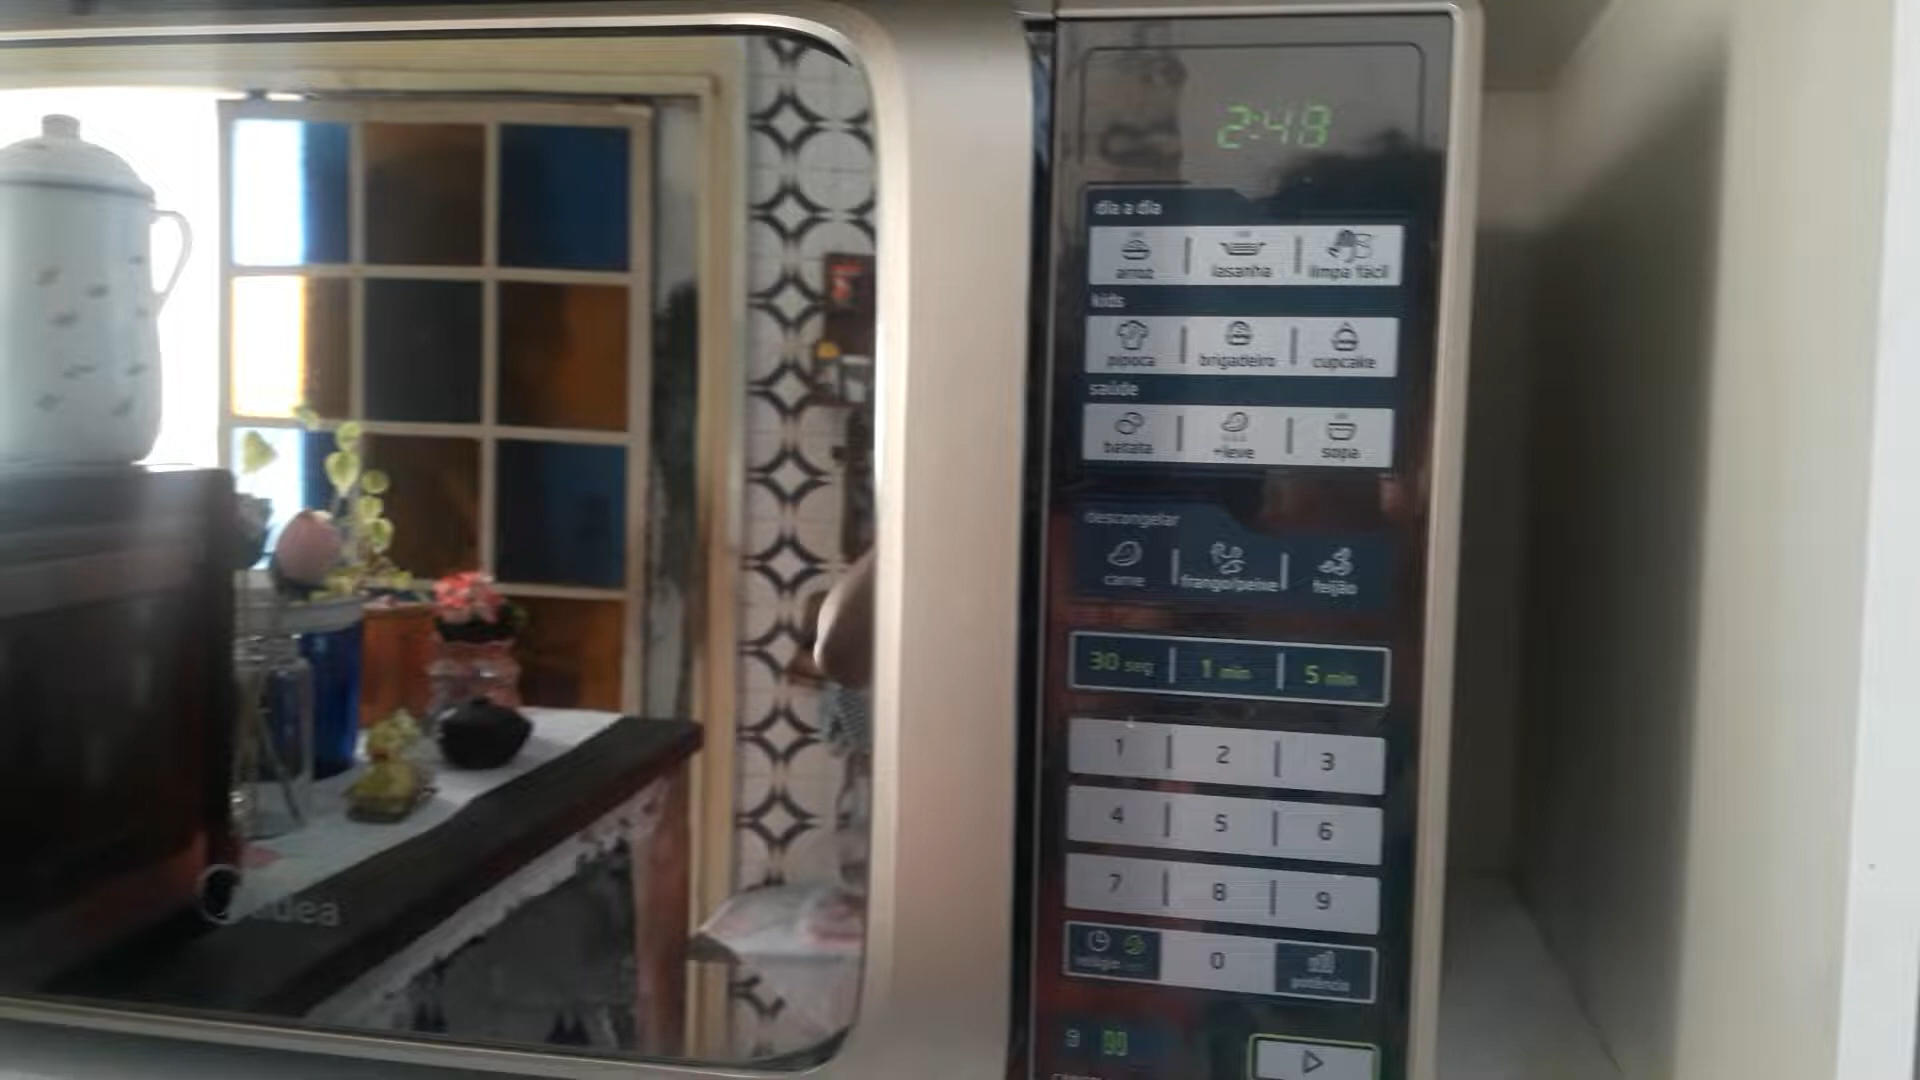 2:48
dia a dia
arroz lasanha limpa fácil
kids
pipoca brigadeiro cupcake
saúde
batata +leve sopa
descongelar
carne frango/peixe feijão
30 seg 1 min 5 min
1 2 3
4 5 6
7 8 9
relógio 0 potência